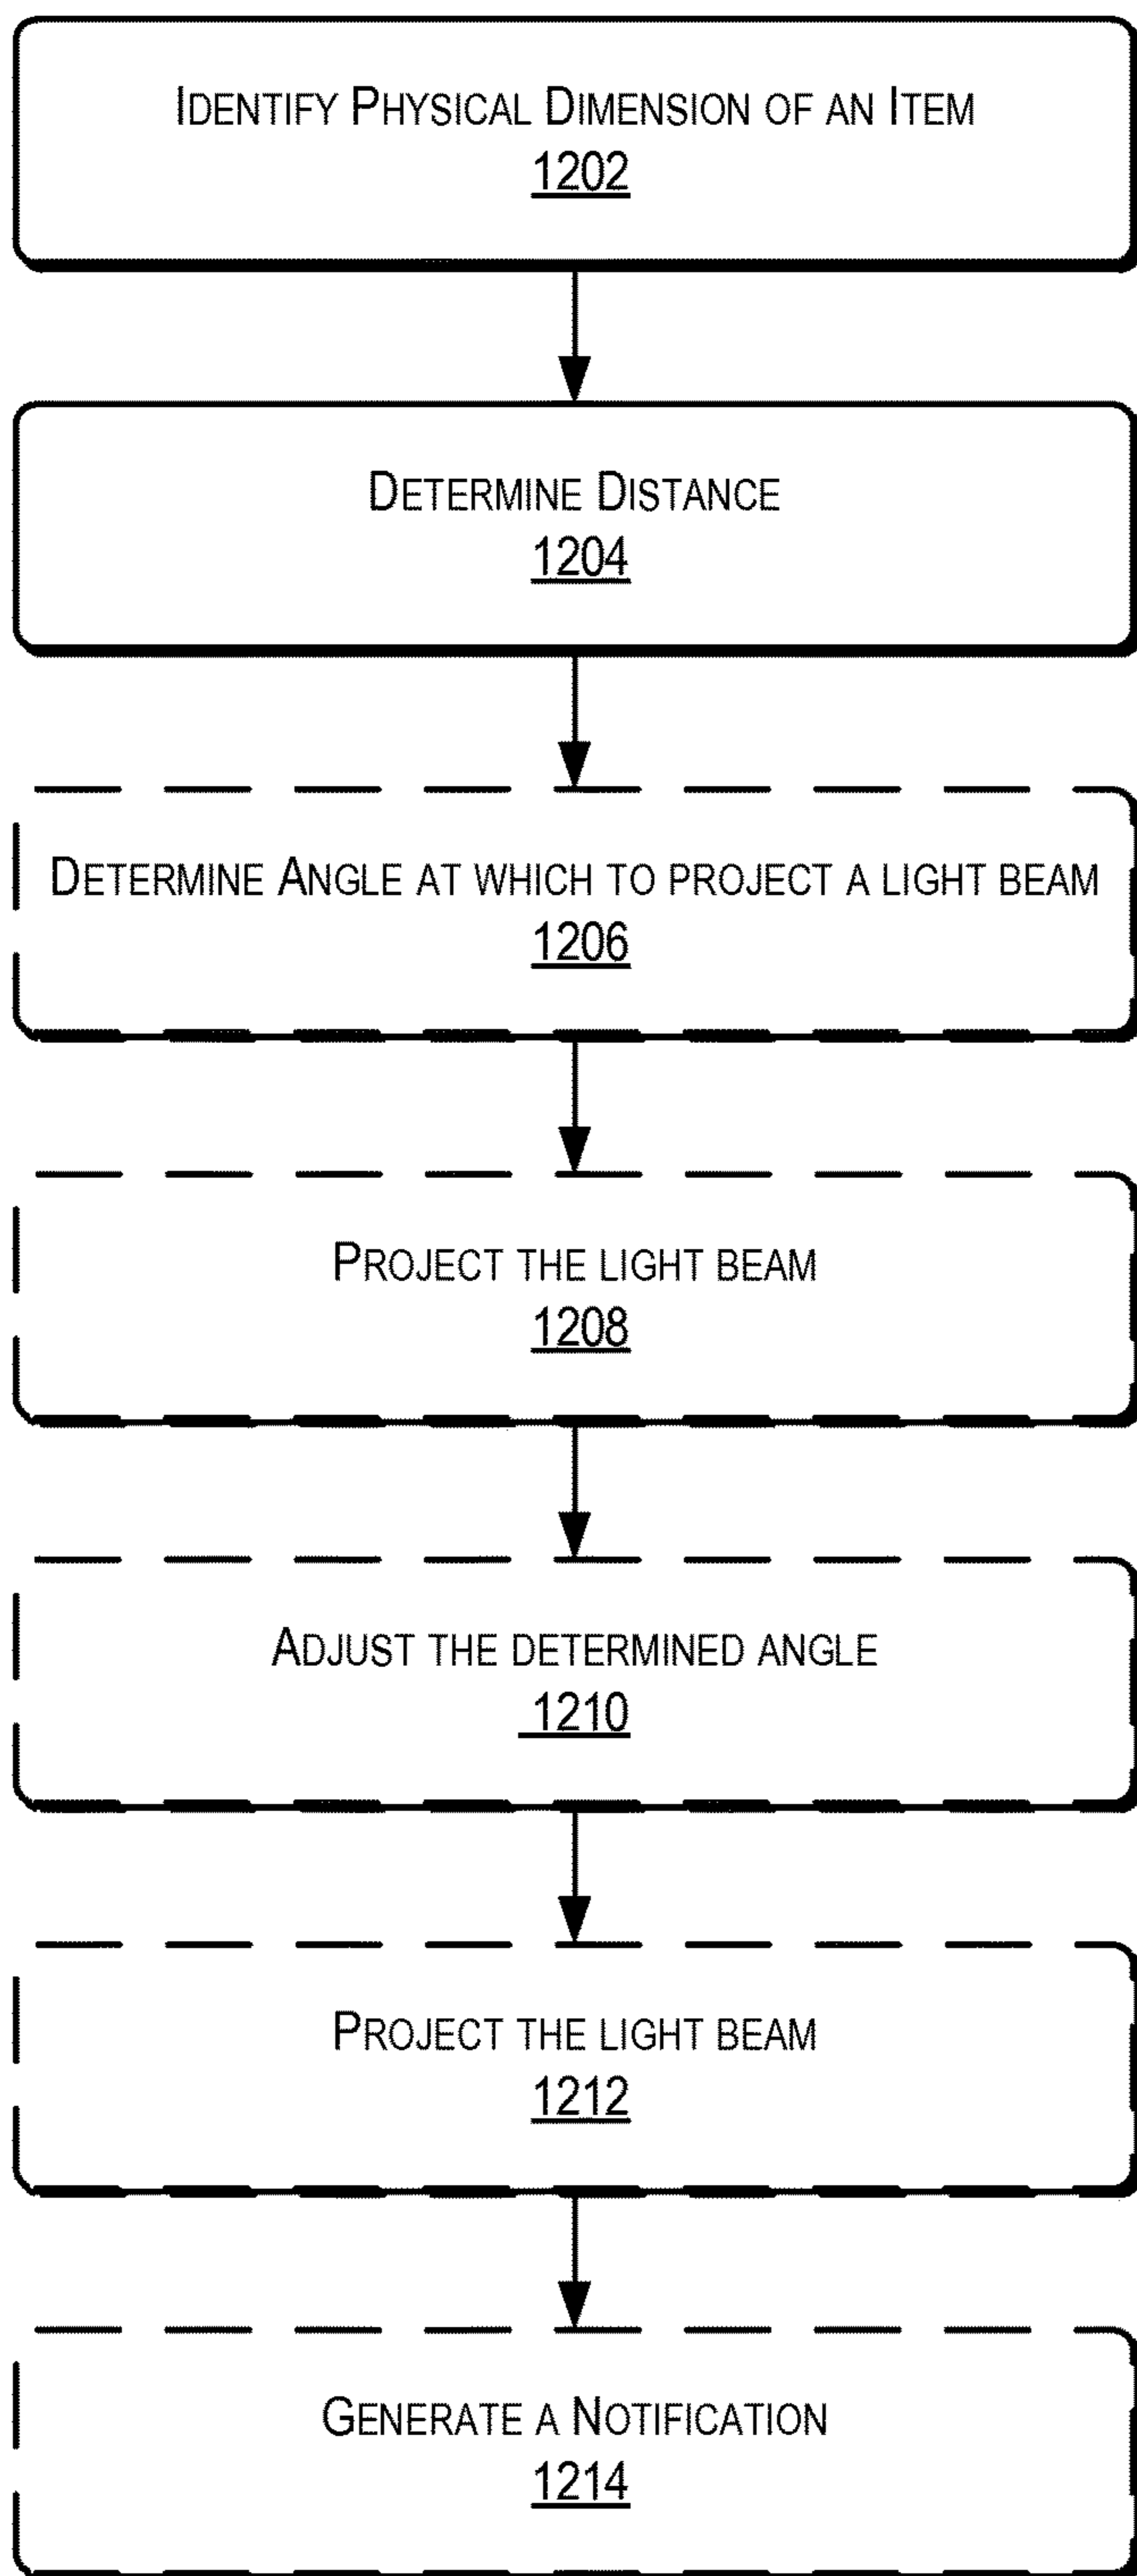 IDENTIFY PHYSICAL DIMENSION OF AN ITEM
1202
DETERMINE DISTANCE
1204
DETERMINE ANGLE AT WHICH TO PROJECT A LIGHT BEAM
1206
PROJECT THE LIGHT BEAM
1208
ADJUST THE DETERMINED ANGLE
1210
PROJECT THE LIGHT BEAM
1212
GENERATE A NOTIFICATION
1214